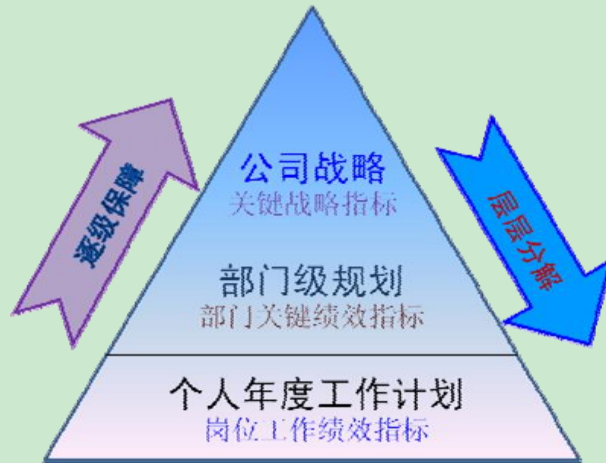 公司战略
关键战略指标
逐级保障
层层分解
部门级规划
部门关键绩效指标
个人年度工作计划
岗位工作绩效指标